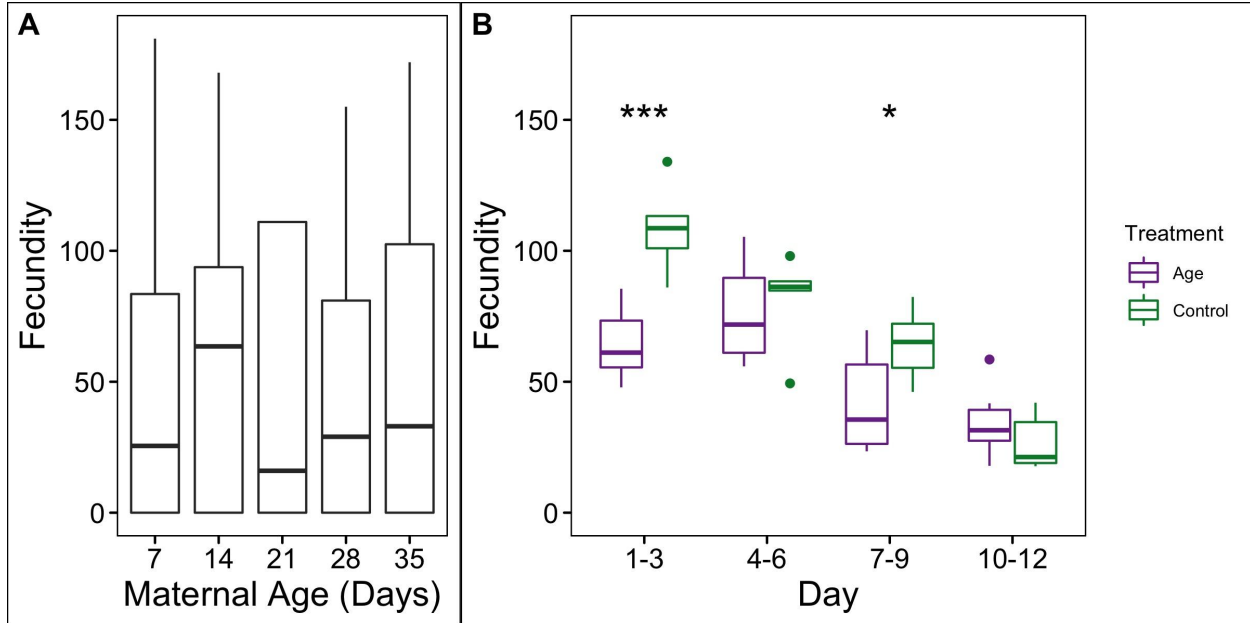 A
Fecundity
150
100
50
0
7 14 21 28 35
Maternal Age (Days)
B
Fecundity
150
100
50
0
*** *
1-3 4-6 7-9 10-12
Day
Treatment
Age
Control